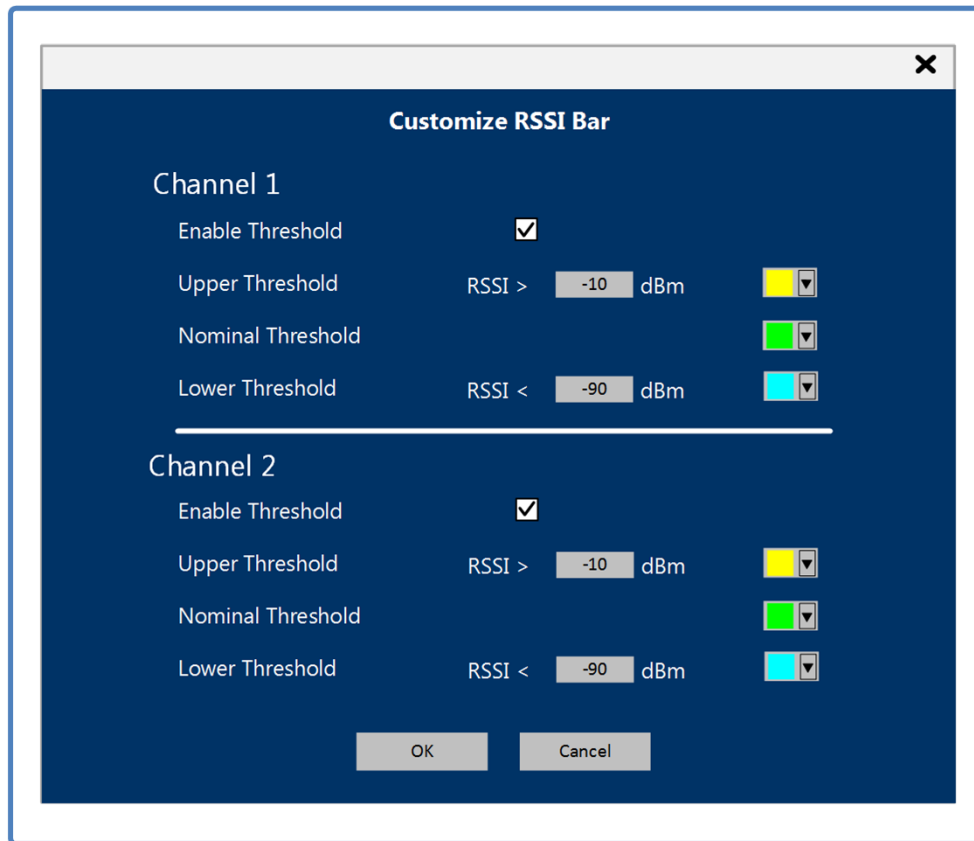 Customize RSSI Bar
Channel 1
Enable Threshold
Upper Threshold RSSI > -10 dBm
Nominal Threshold
Lower Threshold RSSI < -90 dBm
Channel 2
Enable Threshold
Upper Threshold RSSI > -10 dBm
Nominal Threshold
Lower Threshold RSSI < -90 dBm
OK Cancel